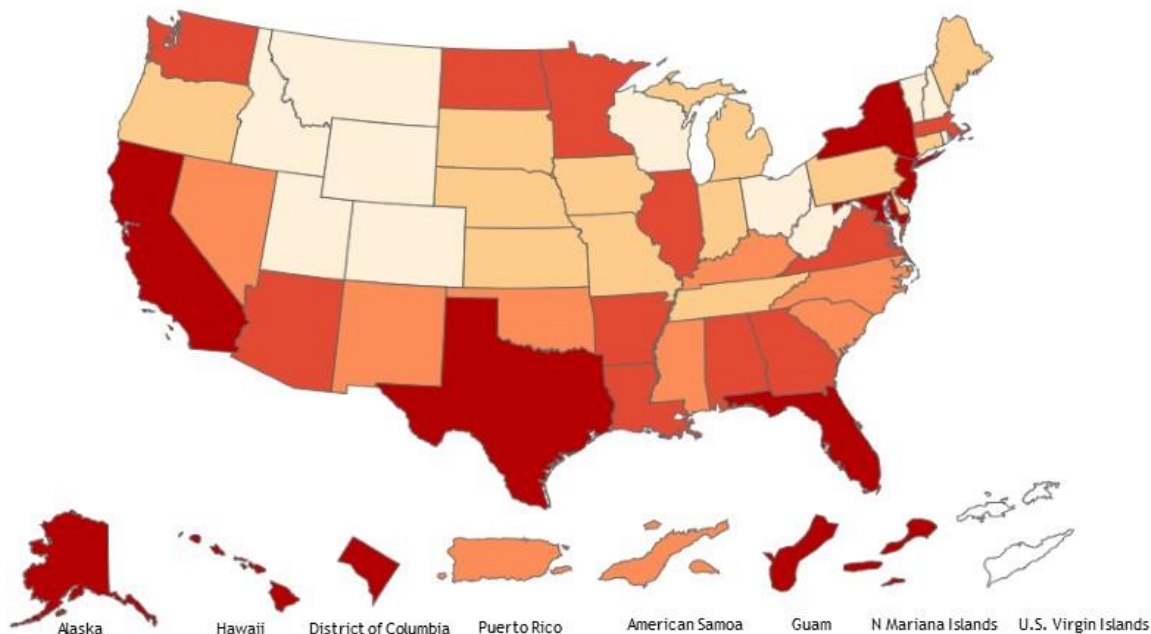 Alaska
Hawaii
District of Columbia
Puerto Rico
American Samoa
Guam
N Mariana Islands
U.S. Virgin Islands